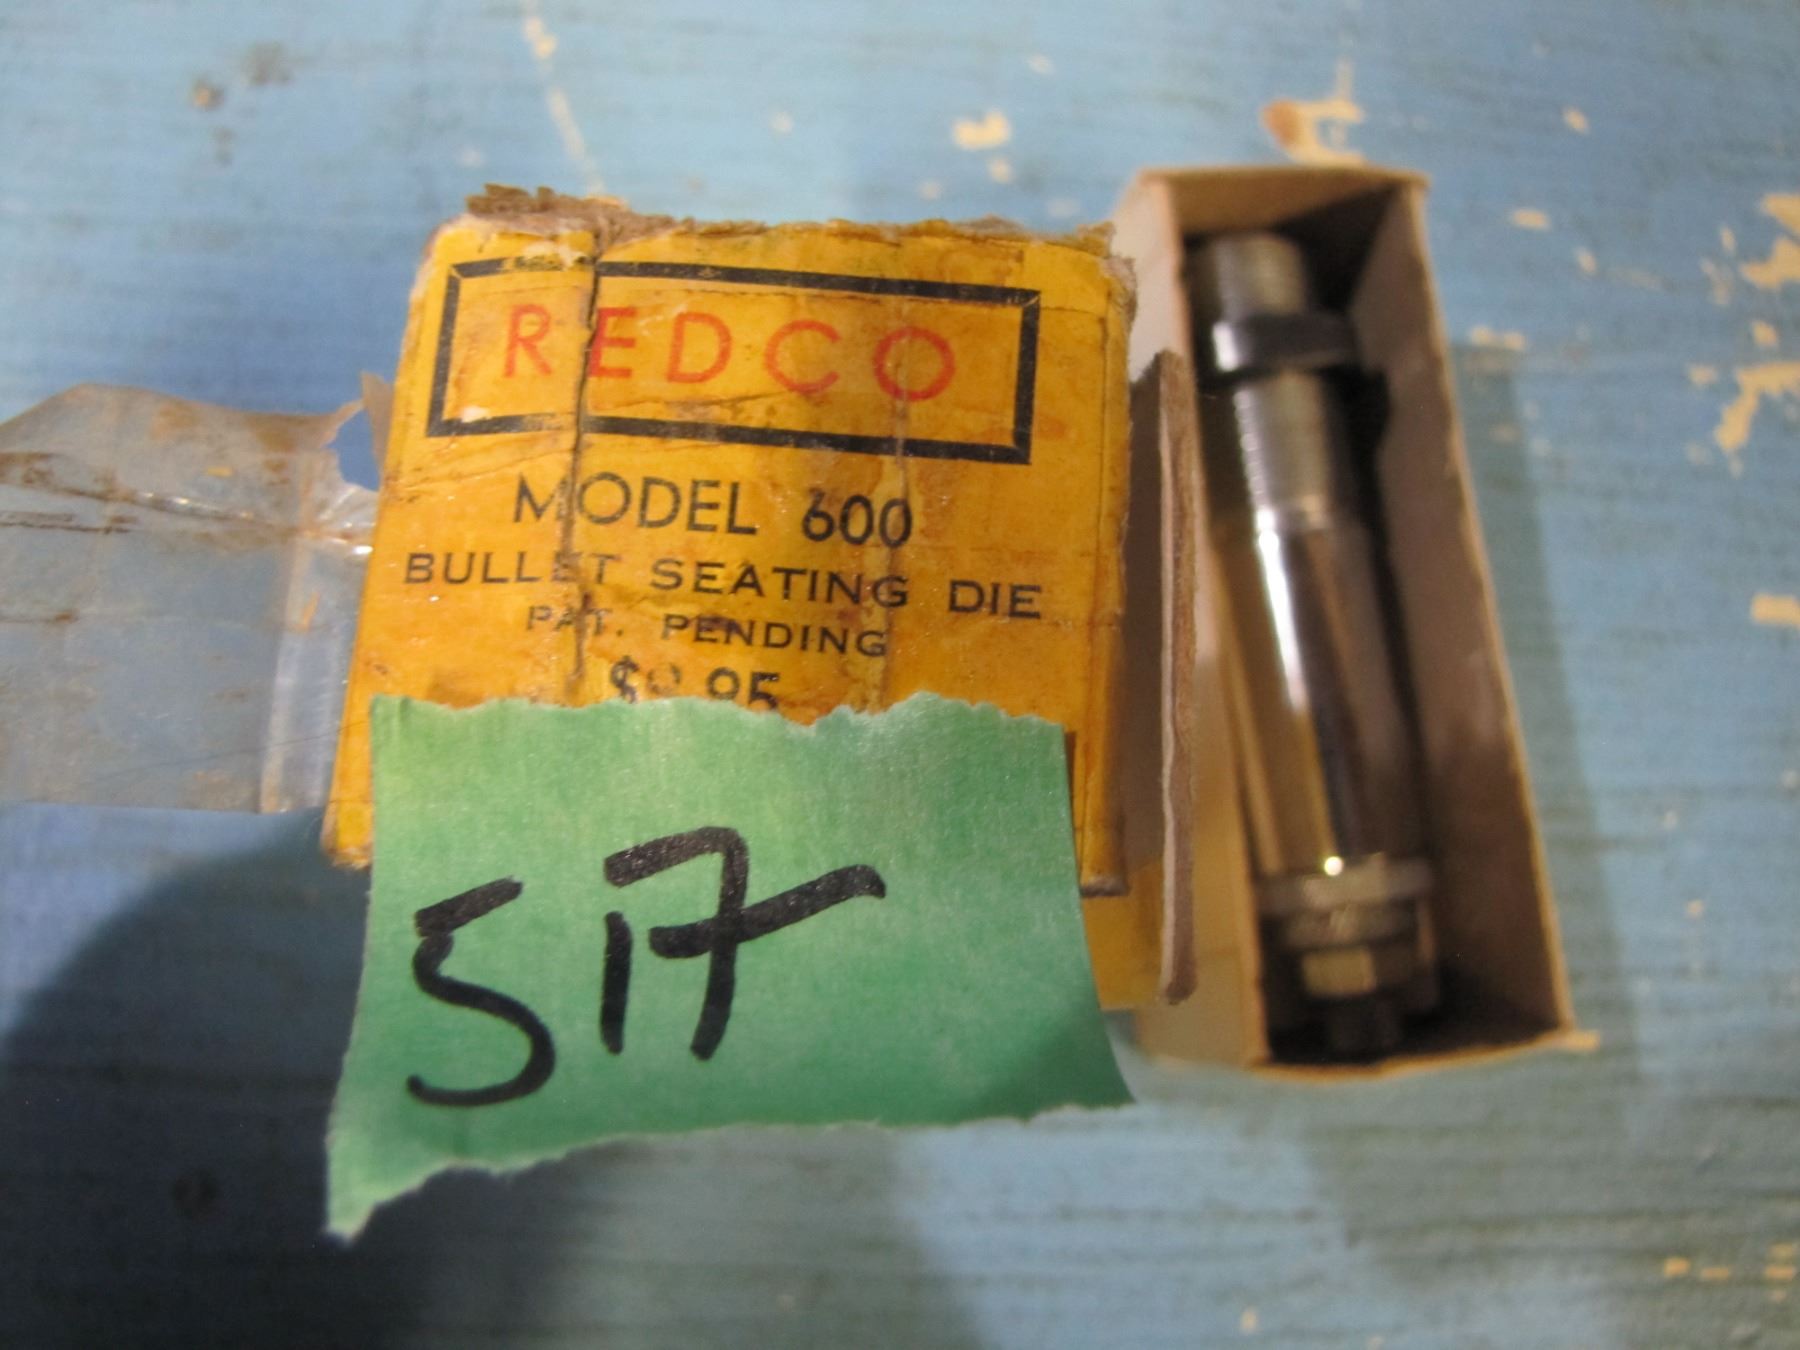 REDCO
MODEL 600
BULLET SEATING DIE
PAT. PENDING
517